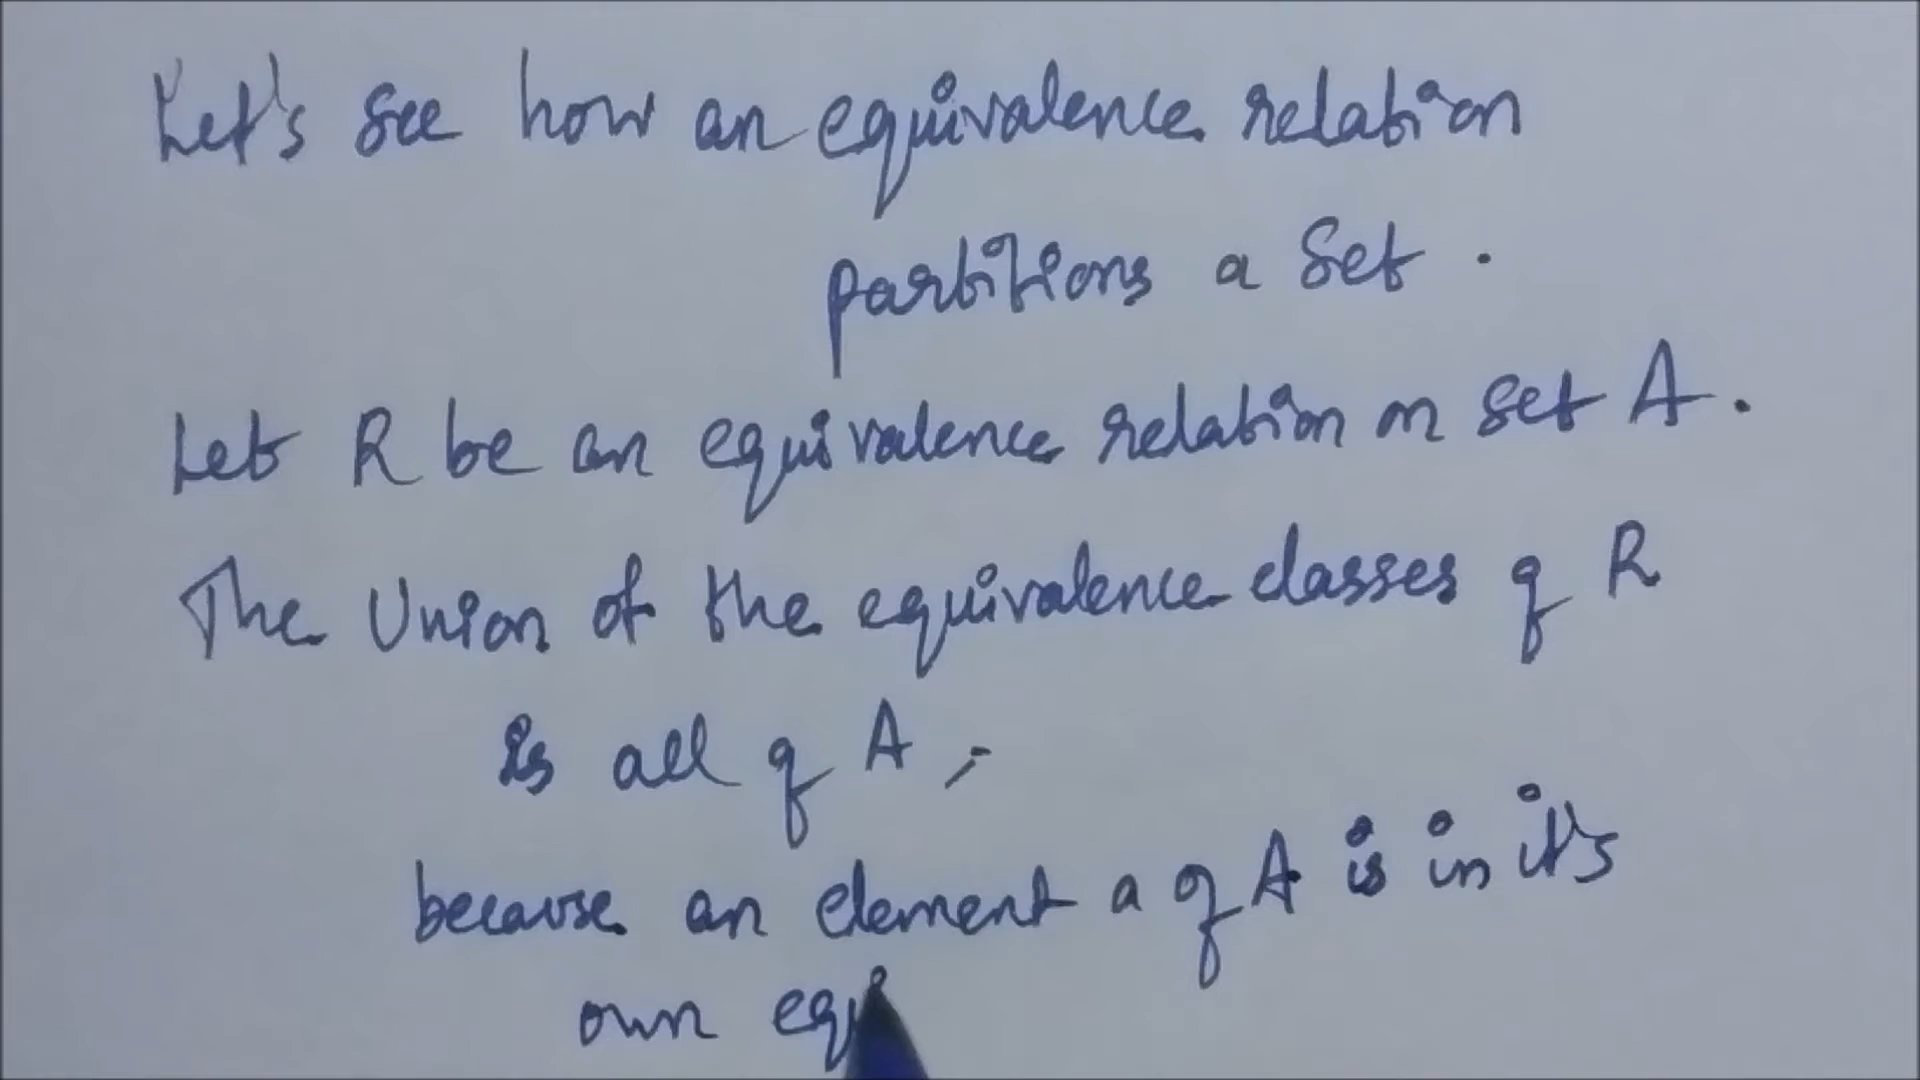 Let's see how an equivalence relation
partitions a set.
Let R be an equivalence relation on set A.
The Union of the equivalence classes of R
is all of A,
because an element a of A is in it's
own equi